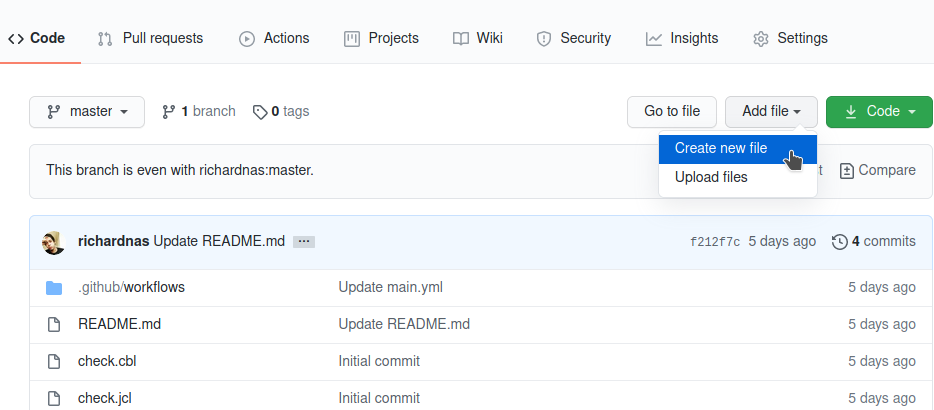 Code Pull requests Actions Projects Wiki Security Insights Settings
master 1 branch 0 tags Go to file Add file Code
Create new file
This branch is even with richardnas:master. Compare
Upload files
richardnas Update README.md ... f212f7c 5 days ago 4 commits
.github/workflows Update main.yml 5 days ago
README.md Update README.md 5 days ago
check.cbl Initial commit 5 days ago
check.jcl Initial commit 5 days ago